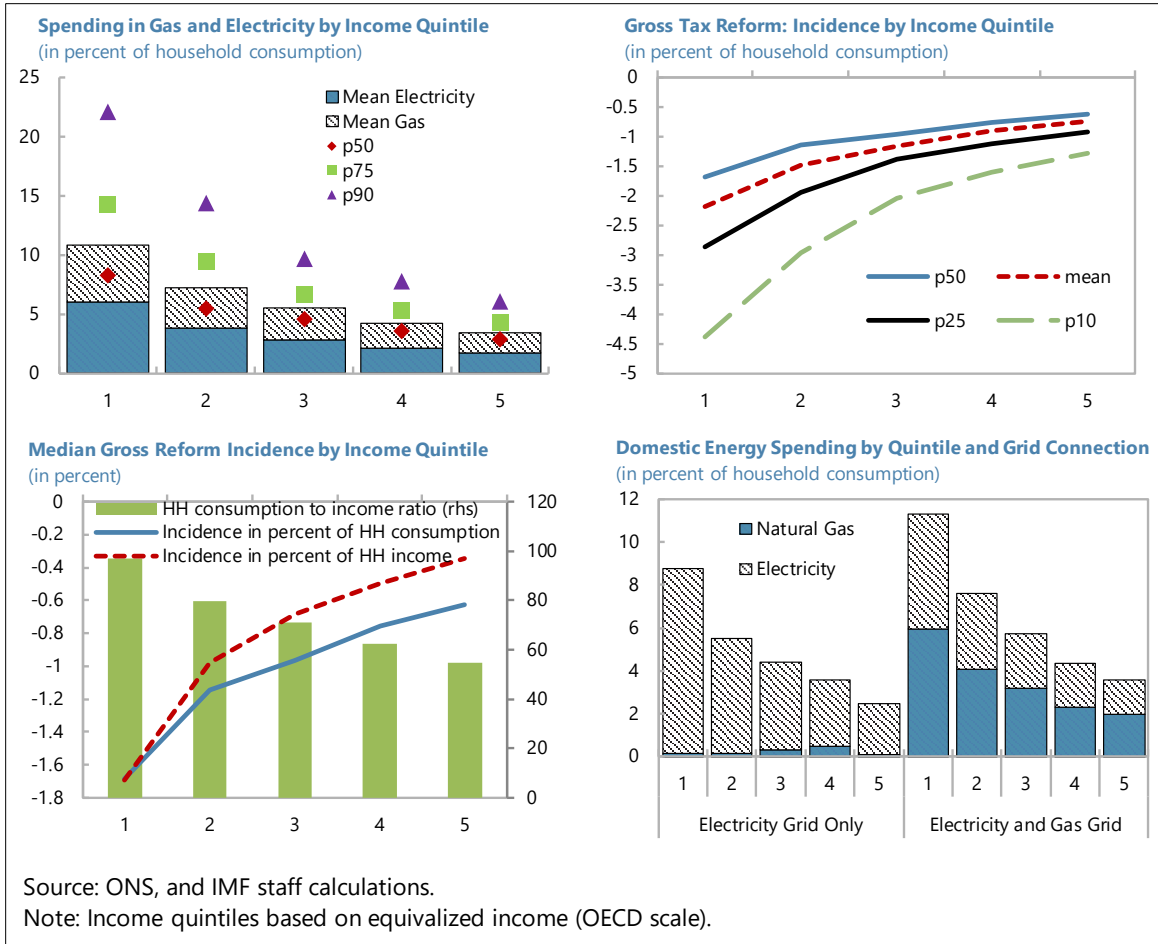 Spending in Gas and Electricity by Income Quintile
(in percent of household consumption)
25
20
15
10
5
0
Mean Electricity
Mean Gas
p50
p75
p90
1 2 3 4 5
Gross Tax Reform: Incidence by Income Quintile
(in percent of household consumption)
0
-0.5
-1
-1.5
-2
-2.5
-3
-3.5
-4
-4.5
-5
p50 mean
p25 p10
1 2 3 4 5
Median Gross Reform Incidence by Income Quintile
(in percent)
0
-0.2
-0.4
-0.6
-0.8
-1
-1.2
-1.4
-1.6
-1.8
HH consumption to income ratio (rhs)
Incidence in percent of HH consumption
Incidence in percent of HH income
120
100
80
60
40
20
0
1 2 3 4 5
Domestic Energy Spending by Quintile and Grid Connection
(in percent of household consumption)
12
10
8
6
4
2
0
Natural Gas
Electricity
1 2 3 4 5 1 2 3 4 5
Electricity Grid Only Electricity and Gas Grid
Source: ONS, and IMF staff calculations.
Note: Income quintiles based on equivalized income (OECD scale).